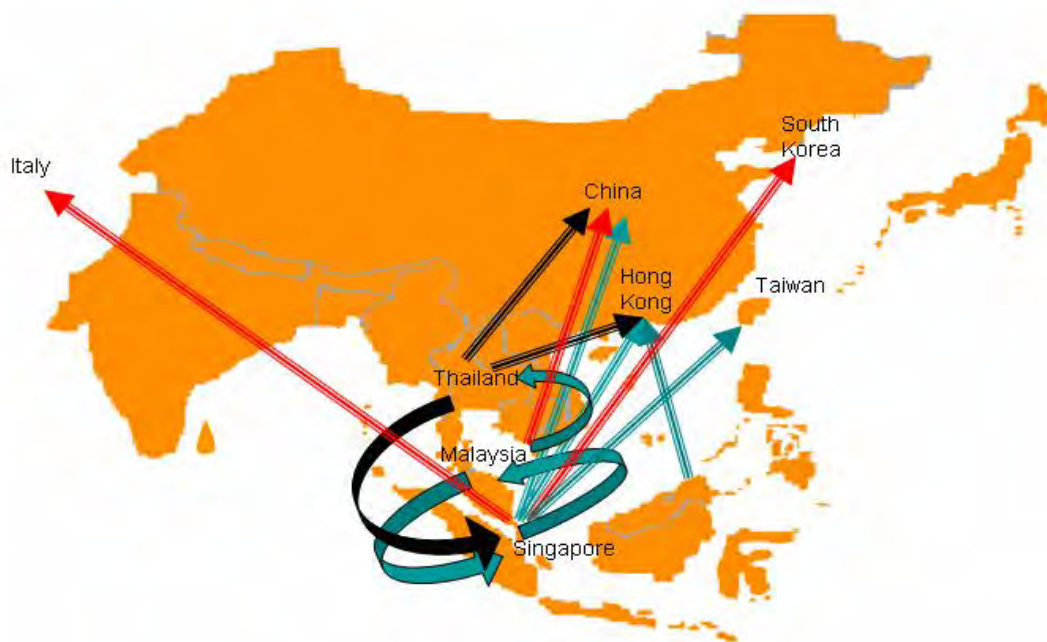 South
Korea
Italy
China
Hong
Kong
Taiwan
Thailand
Malaysia
Singapore